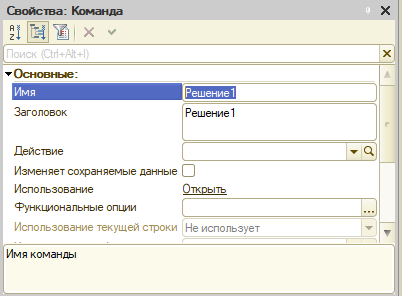 Свойства: Команда
Поиск (Ctrl+Alt+I)
Основные:
Имя Решение1
Заголовок Решение1
Действие
Изменяет сохраняемые данные
Использование Открыть
Функциональные опции
Использование текущей строки Не использует
Имя команды